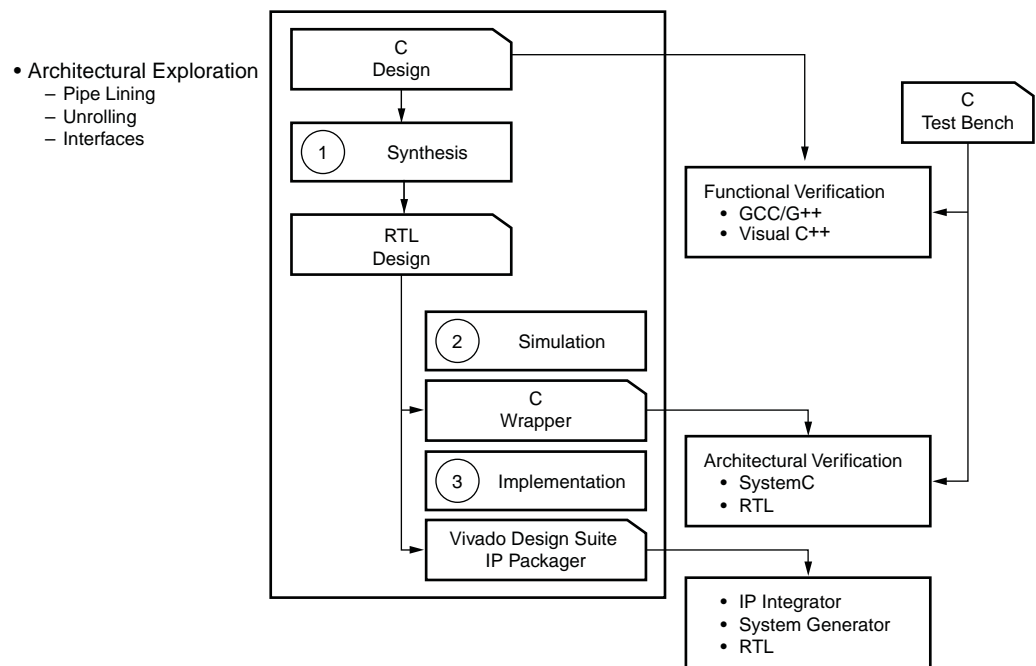 • Architectural Exploration
– Pipe Lining
– Unrolling
– Interfaces
C
Design
1
Synthesis
RTL
Design
2
Simulation
C
Wrapper
3
Implementation
Vivado Design Suite
IP Packager
C
Test Bench
Functional Verification
• GCC/G++
• Visual C++
Architectural Verification
• SystemC
• RTL
• IP Integrator
• System Generator
• RTL